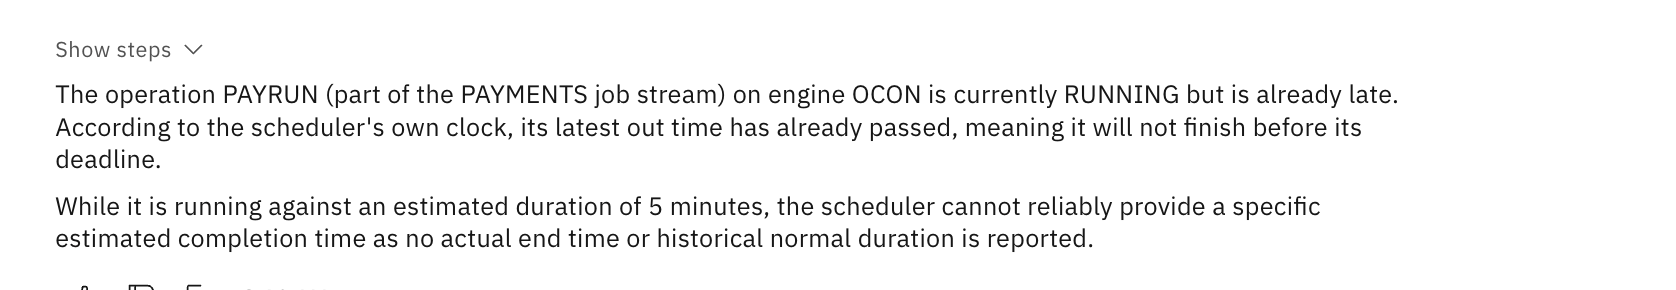 Show steps
The operation PAYRUN (part of the PAYMENTS job stream) on engine OCON is currently RUNNING but is already late.
According to the scheduler's own clock, its latest out time has already passed, meaning it will not finish before its
deadline.
While it is running against an estimated duration of 5 minutes, the scheduler cannot reliably provide a specific
estimated completion time as no actual end time or historical normal duration is reported.